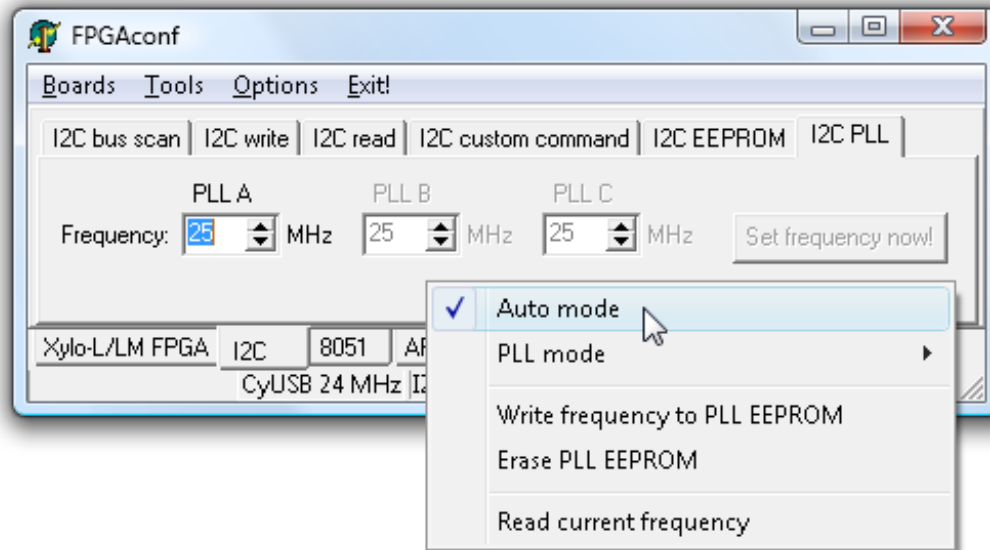 FPGAconf
Boards Tools Options Exit!
I2C bus scan I2C write I2C read I2C custom command I2C EEPROM I2C PLL
PLL A PLL B PLL C
Frequency: 25 MHz 25 MHz 25 MHz Set frequency now!
Auto mode
Xylo-L/LM FPGA I2C 8051
PLL mode
CyUSB 24 MHz
Write frequency to PLL EEPROM
Erase PLL EEPROM
Read current frequency